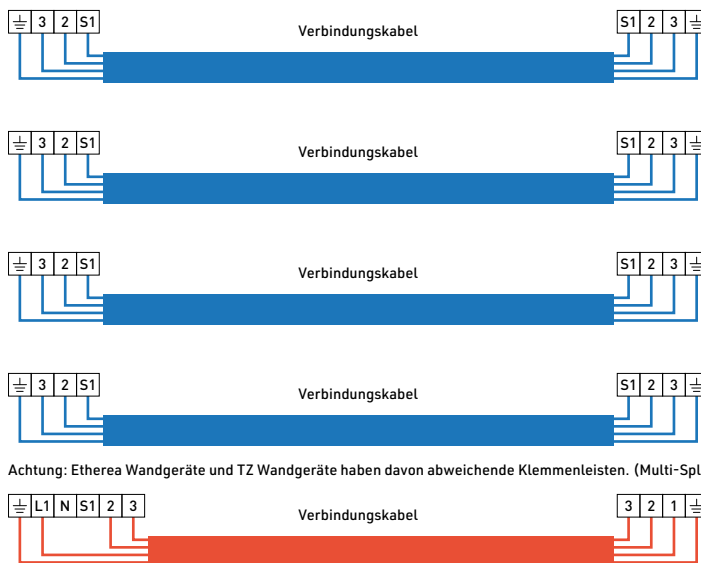 3 2 S1 Verbindungskabel S1 2 3
3 2 S1 Verbindungskabel S1 2 3
3 2 S1 Verbindungskabel S1 2 3
3 2 S1 Verbindungskabel S1 2 3
Achtung: Etherea Wandgeräte und TZ Wandgeräte haben davon abweichende Klemmenleisten. (Multi-Spl
L1 N S1 2 3 Verbindungskabel 3 2 1